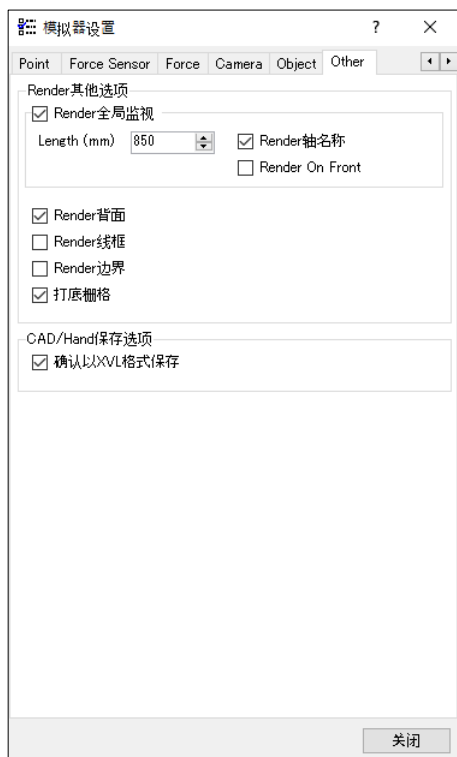 模拟器设置
Point Force Sensor Force Camera Object Other
Render其他选项
Render全局监视
Length (mm) 850 Render轴名称
Render On Front
Render背面
Render线框
Render边界
打底栅格
CAD/Hand保存选项
确认以XVL格式保存
关闭